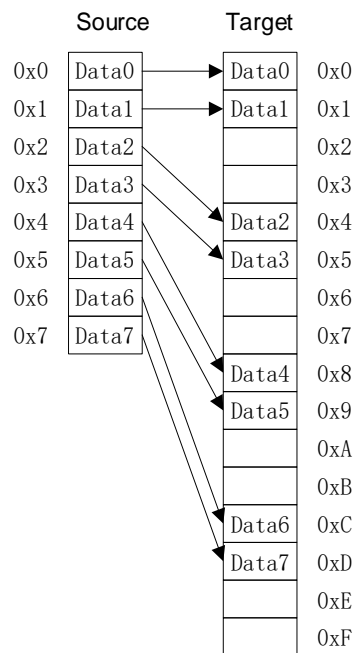 Source Target
0x0 Data0 Data0 0x0
0x1 Data1 Data1 0x1
0x2 Data2 0x2
0x3 Data3 0x3
0x4 Data4 Data2 0x4
0x5 Data5 Data3 0x5
0x6 Data6 0x6
0x7 Data7 0x7
Data4 0x8
Data5 0x9
0xA
0xB
Data6 0xC
Data7 0xD
0xE
0xF